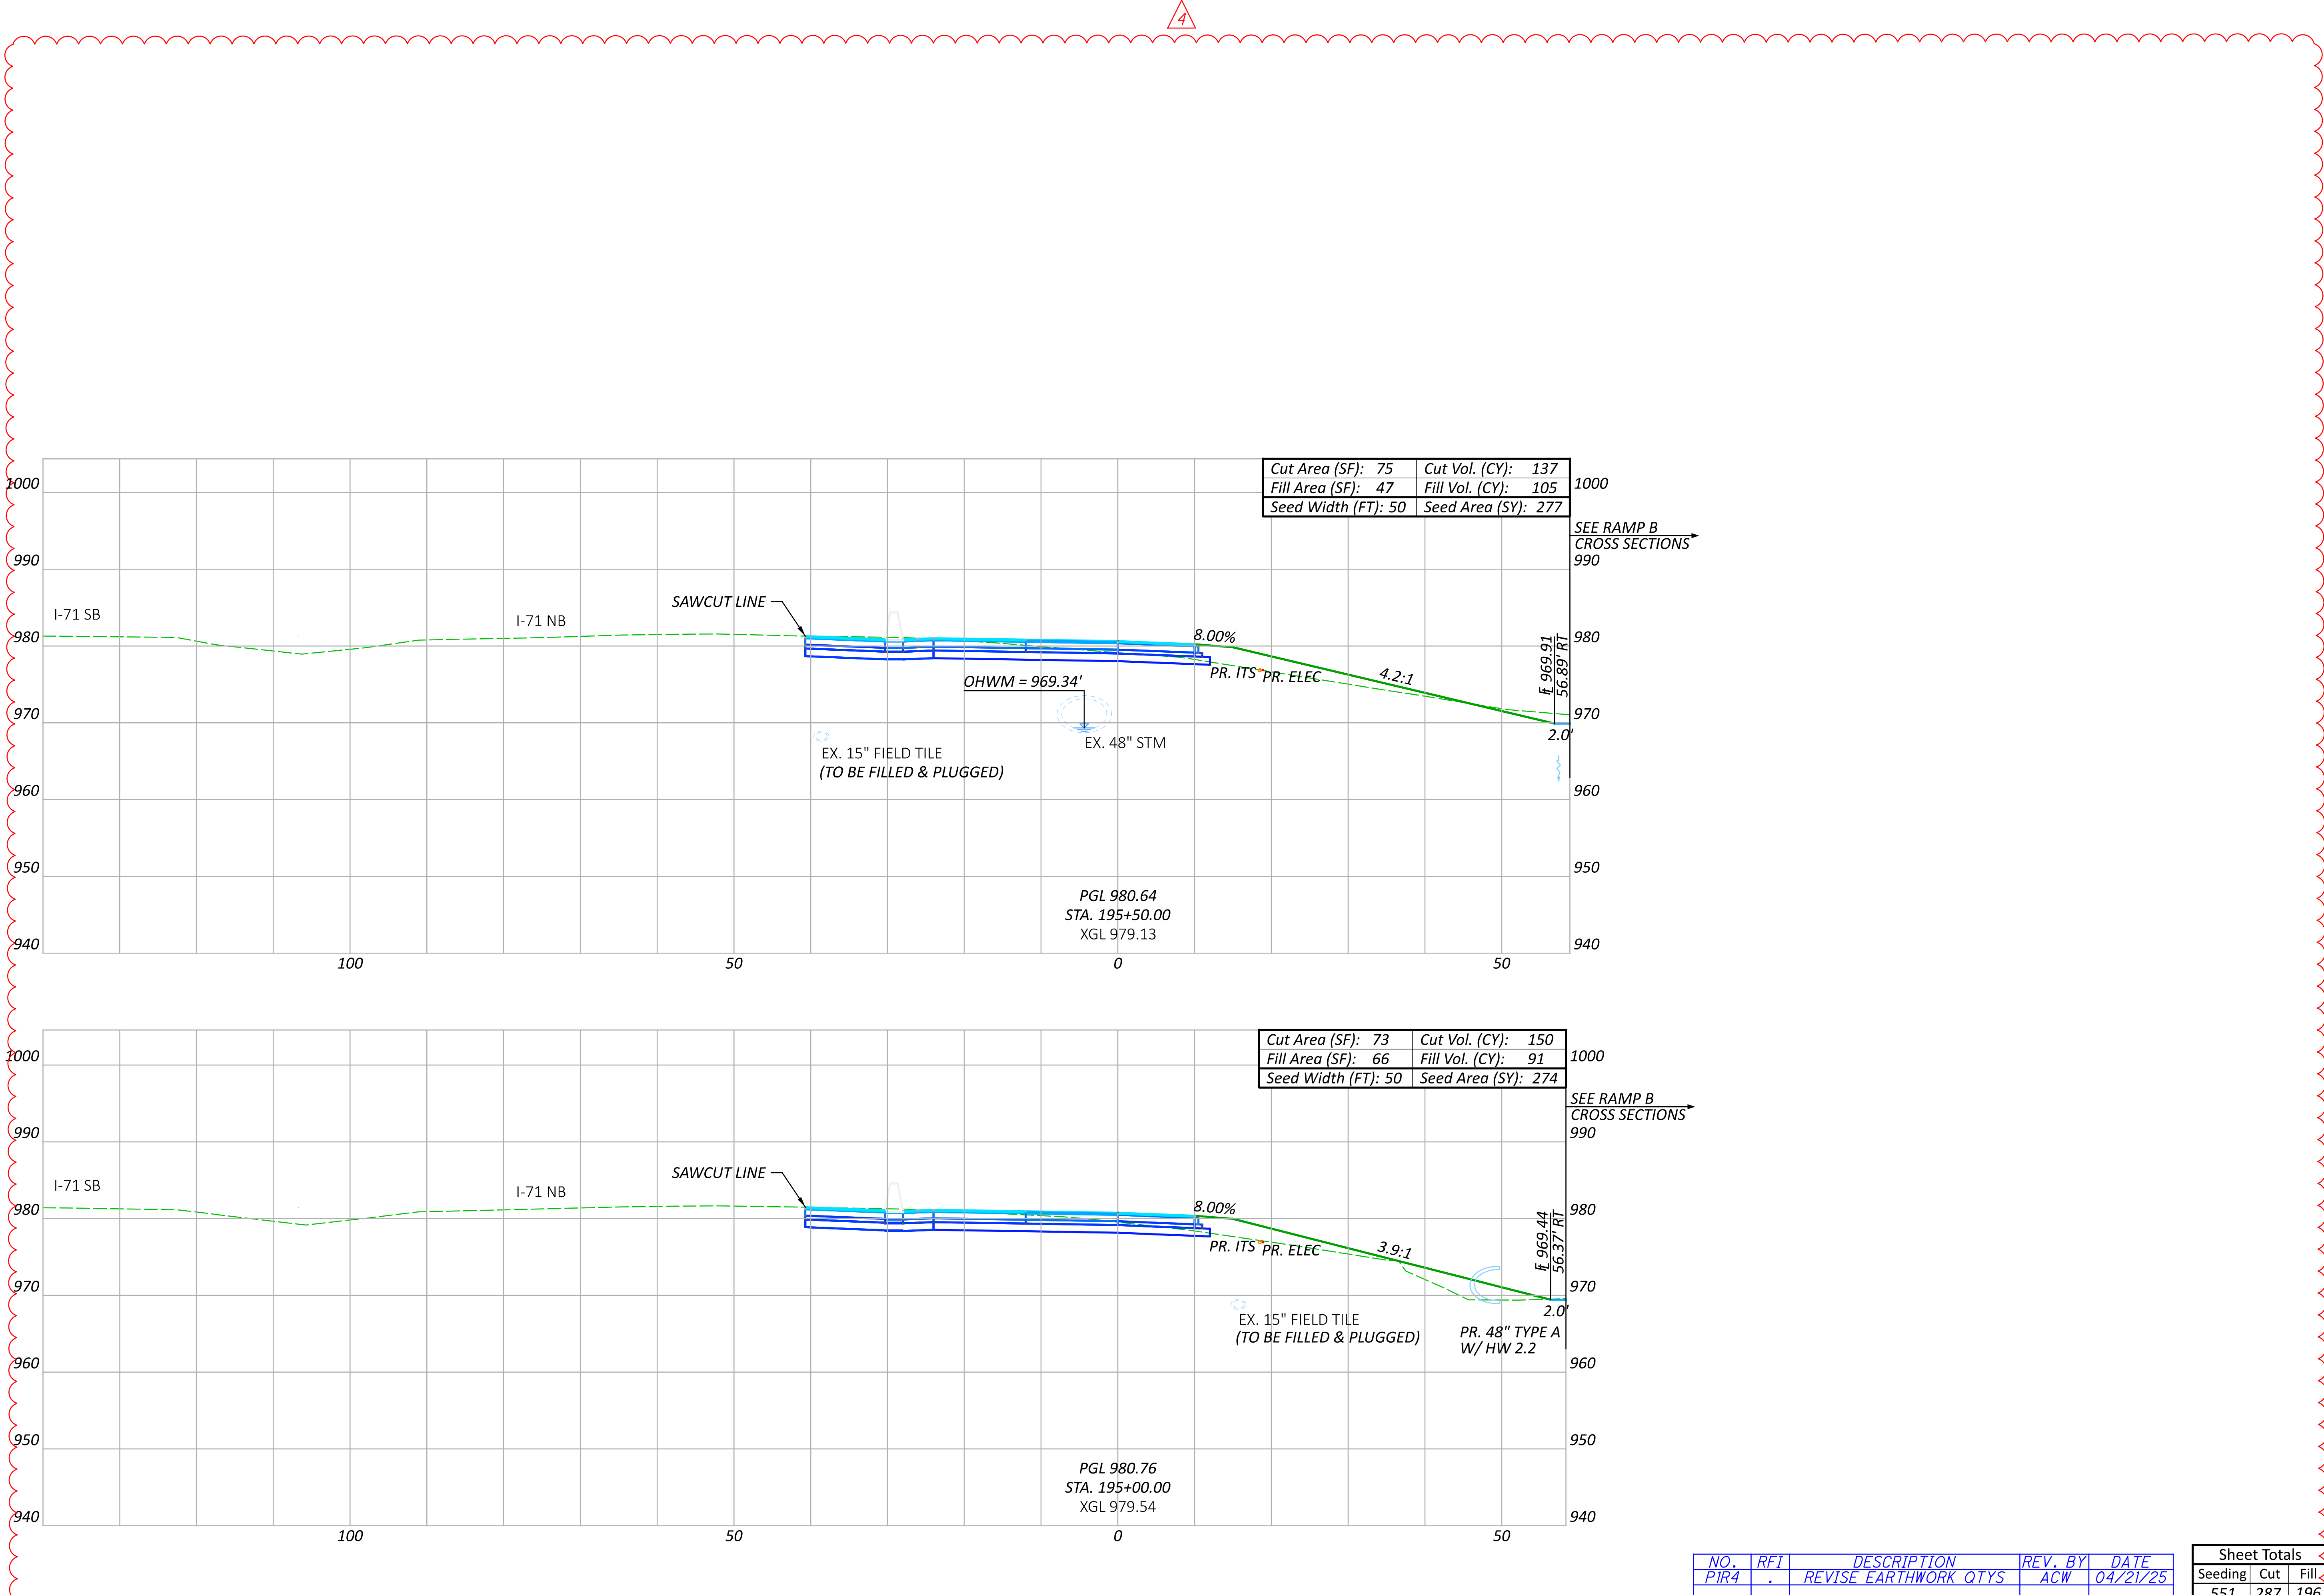 4
Cut Area (SF): 75 Cut Vol. (CY): 137
Fill Area (SF): 47 Fill Vol. (CY): 105
Seed Width (FT): 50 Seed Area (SY): 277
1000 1000
SEE RAMP B
CROSS SECTIONS
990 990
SAWCUT LINE
I-71 SB
I-71 NB
980 8.00% 980
PR. ITS PR. ELEC 4.2:1
℄ 969.91
56.89' RT
OHWM = 969.34'
970 970
2.0'
EX. 48" STM
EX. 15" FIELD TILE
(TO BE FILLED & PLUGGED)
960 960
950 950
PGL 980.64
STA. 195+50.00
XGL 979.13
940 940
100 50 0 50
Cut Area (SF): 73 Cut Vol. (CY): 150
Fill Area (SF): 66 Fill Vol. (CY): 91
Seed Width (FT): 50 Seed Area (SY): 274
1000 1000
SEE RAMP B
CROSS SECTIONS
990 990
SAWCUT LINE
I-71 SB
I-71 NB
980 8.00% 980
PR. ITS PR. ELEC 3.9:1
℄ 969.44
56.37' RT
970 970
2.0'
EX. 15" FIELD TILE
(TO BE FILLED & PLUGGED)
PR. 48" TYPE A
W/ HW 2.2
960 960
950 950
PGL 980.76
STA. 195+00.00
XGL 979.54
940 940
100 50 0 50
NO. RFI DESCRIPTION REV. BY DATE
P1R4 . REVISE EARTHWORK QTYS ACW 04/21/25
Sheet Totals
Seeding Cut Fill
551 287 196